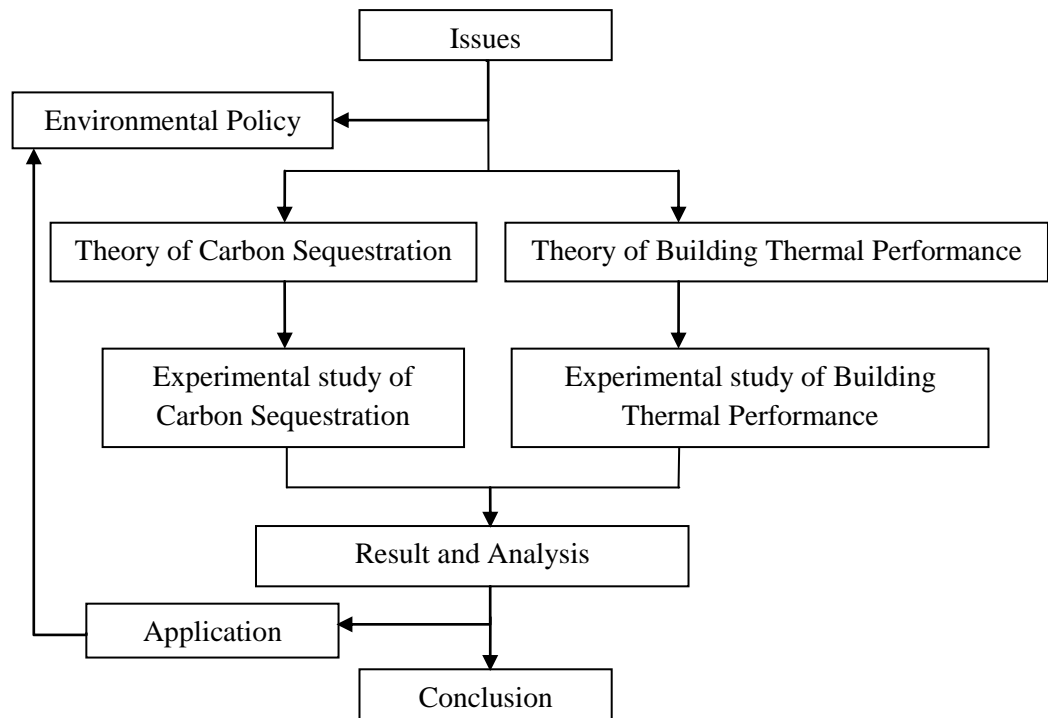 Issues
Environmental Policy
Theory of Carbon Sequestration
Theory of Building Thermal Performance
Experimental study of
Carbon Sequestration
Experimental study of Building
Thermal Performance
Result and Analysis
Application
Conclusion